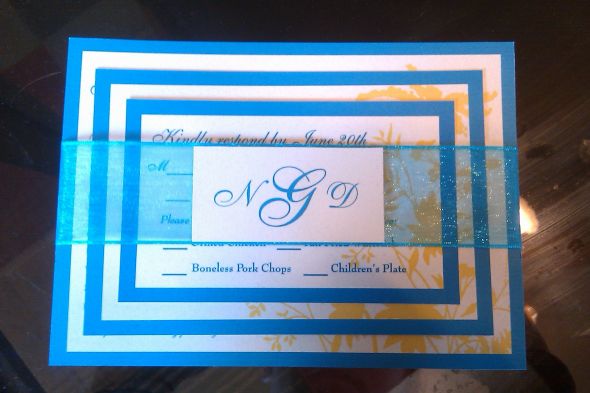 Kindly respond by June 20th
M
N G D
Please
Boneless Pork Chops Children's Plate